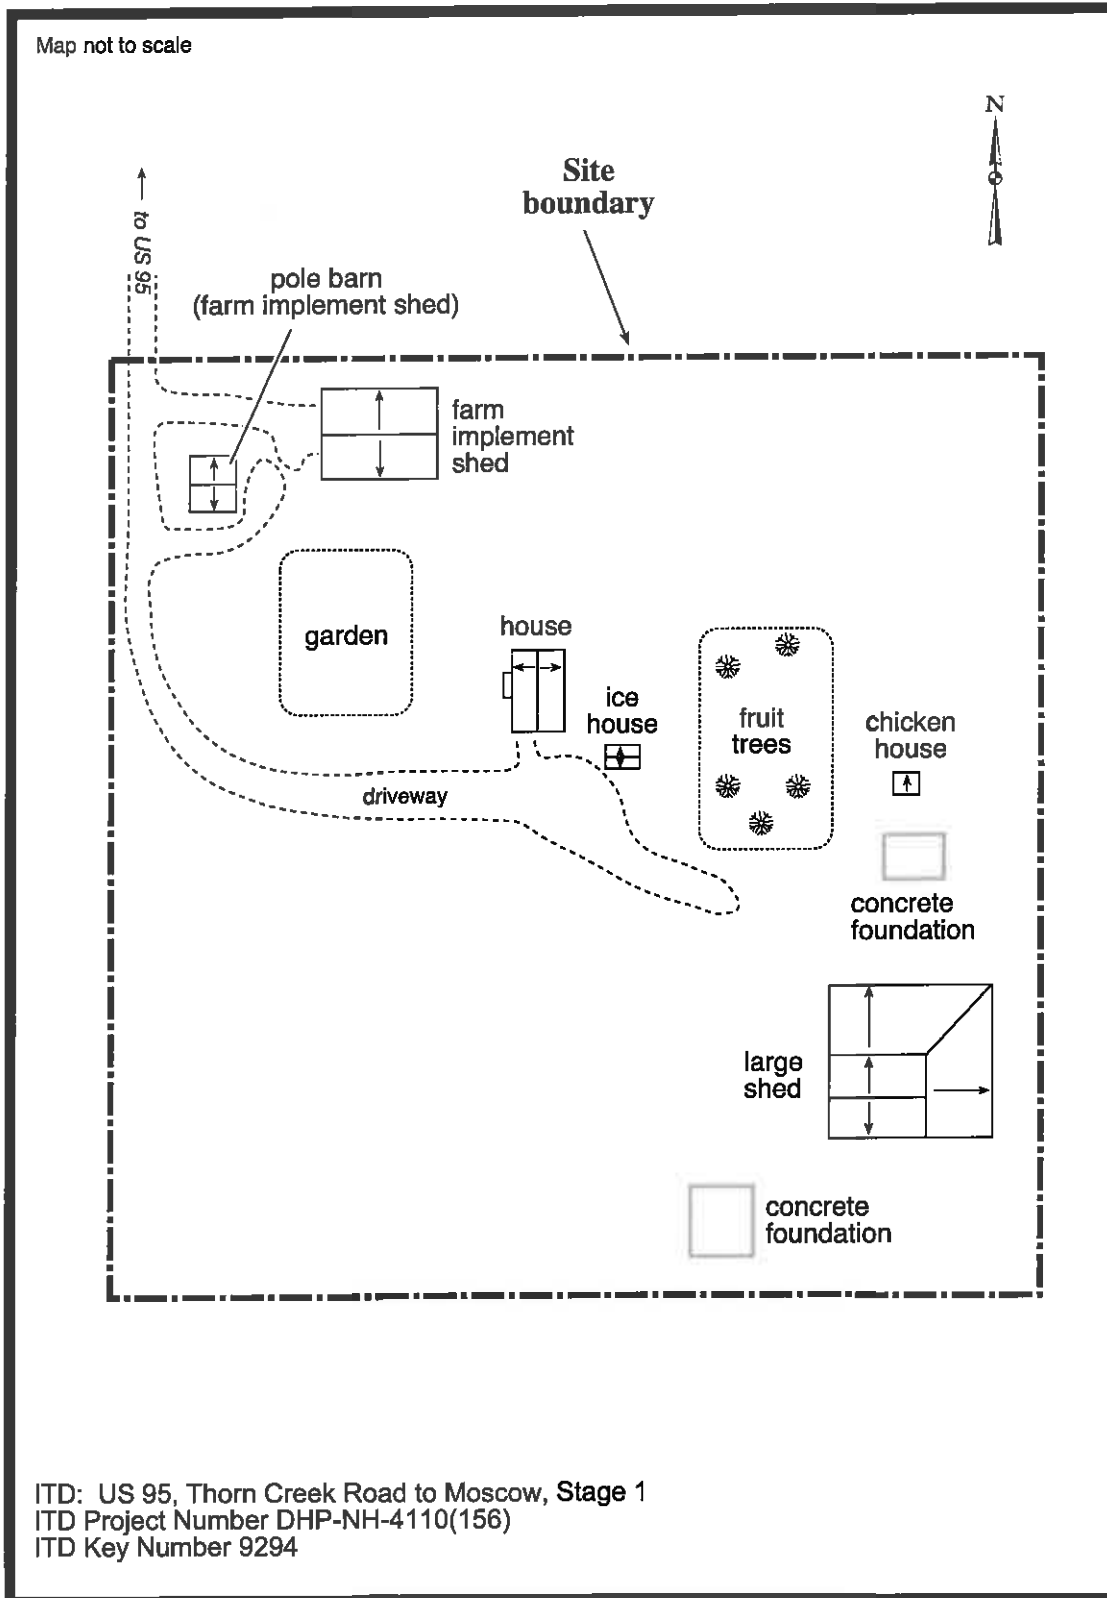 Map not to scale
N
Site
boundary
to US 95
pole barn
(farm implement shed)
farm
implement
shed
garden
house
ice
house
fruit
trees
chicken
house
driveway
concrete
foundation
large
shed
concrete
foundation
ITD: US 95, Thorn Creek Road to Moscow, Stage 1
ITD Project Number DHP-NH-4110(156)
ITD Key Number 9294